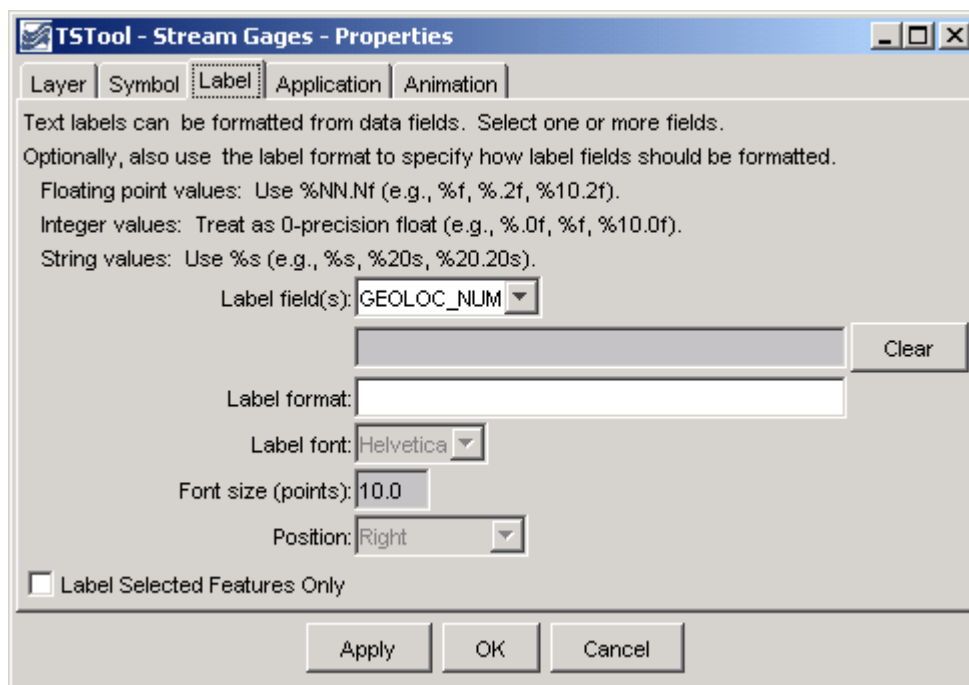 TSTool - Stream Gages - Properties
Layer Symbol Label Application Animation
Text labels can be formatted from data fields. Select one or more fields.
Optionally, also use the label format to specify how label fields should be formatted.
Floating point values: Use %NN.Nf (e.g., %f, %.2f, %10.2f).
Integer values: Treat as 0-precision float (e.g., %.0f, %f, %10.0f).
String values: Use %s (e.g., %s, %20s, %20.20s).
Label field(s): GEOLOC_NUM
Clear
Label format:
Label font: Helvetica
Font size (points): 10.0
Position: Right
Label Selected Features Only
Apply OK Cancel